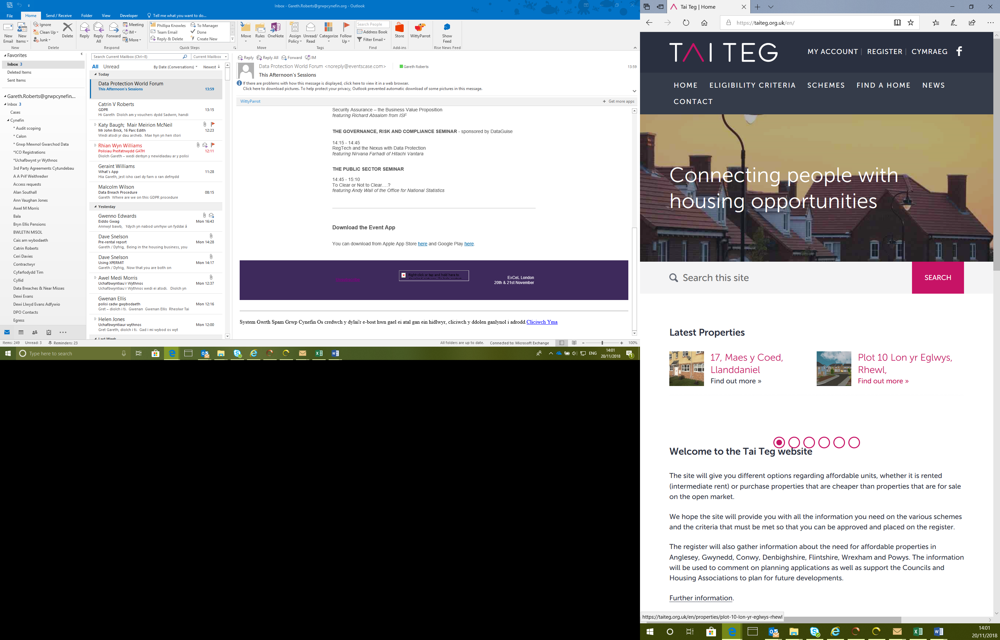 Inbox - Gareth.Roberts@grwpcynefin.org - Outlook
File Home Send / Receive Folder View Developer Tell me what you want to do...
New Email
New Items
Ignore
Clean Up
Junk
Delete
Reply
Reply All
Forward
Meeting
IM
More
Phillipa Knowles
Team Email
Reply & Delete
To Manager
Done
Create New
Move
Rules
OneNote
Assign Policy
Unread/ Read
Categorize
Follow Up
Search People
Address Book
Filter Email
Store
WittyParrot
Show Feed
New Delete Respond Quick Steps Move Tags Find Add-ins Rise News Feed
Favorites
Inbox 3
Deleted Items
Sent Items
Gareth.Roberts@grwpcynefin....
Inbox 3
Cases
Cynefin
* Audit scoping
* Calon
* Grwp Mewnol Gwarchod Data
*ICO Registrations
*Uchafbwynt yr Wythnos
3rd Party Agreements Cytundebau
A A Prif Weithredwr
Access requests
Alan Southall
Ann Vaughan Jones
Awel M Morris
Bala
Bryn Ellis Pensions
BWLETIN MISOL
Cais am wybodaeth
Catrin Roberts
Ceri Davies
Contractwyr
Cyfarfodydd Tim
Cyllid
Data Breaches & Near Misses
Dewi Evans
Dewi Llwyd Evans Adfywio
DPO Contacts
Egress
Search Current Mailbox (Ctrl+E) Current Mailbox
All Unread By Date (Conversations) Newest ↓
Today
Data Protection World Forum
This Afternoon's Sessions 13:59
Catrin V Roberts
GDPR 13:15
Hi Gareth Diolch am y vouchers dydd Sadwrn, handi
Katy Baugh; Mair Meirion McNeil
Mr John Brick, 16 Parc Edith 12:23
Wedi atodi yr dau archeb. Mae hyn yn hen stori
Rhian Wyn Williams
Polisiau Preifatrwydd GATH 12:11
Diolch Gareth – wedi derbyn y newidiadau ar y polisi
Geraint Williams
What's App 11:28
Hia Gareth, jest isho cael dy farn o ran defnydd
Malcolm Wilson
Data Breach Procedure 08:15
Gareth Where are we on this GDPR procedure
Yesterday
Gwenno Edwards
Eiddo Gwag Mon 16:43
Annwyl bawb, Ydych yn nabod unrhyw un fyddai â
Dave Snelson
Pre-rental report Mon 14:28
Gareth / Dyfrig, Being in the housing business, you
Dave Snelson
Using XPERMIT Mon 14:17
Gareth / Dyfrig, Now that you are both on
Awel Medi Morris
Uchafbwyntiau'r Wythnos Mon 12:37
Uchafbwyntiau'r Wythnos wedi ei atodi. Diolch yn
Gwenan Ellis
polisi cadw gwybodaeth Mon 12:16
Gret – diolch i ti. Gwenan Gwenan Ellis Rheolwr Tai
Helen Jones
Uchafbwyntiaur wythnos Mon 12:00
Gret Gareth, diolch i ti. Gad i mi wybod os wyt
Last Week
Reply Reply All Forward IM
Data Protection World Forum <noreply@eventscase.com> Gareth Roberts 13:59
This Afternoon's Sessions
If there are problems with how this message is displayed, click here to view it in a web browser.
Click here to download pictures. To help protect your privacy, Outlook prevented automatic download of some pictures in this message.
WittyParrot + Get more apps
Security Assurance – the Business Value Proposition
featuring Richard Absalom from ISF
THE GOVERNANCE, RISK AND COMPLIANCE SEMINAR - sponsored by DataGuise
14:15 - 14:45
RegTech and the Nexus with Data Protection
featuring Nirvana Farhadi of Hitachi Vantara
THE PUBLIC SECTOR SEMINAR
14:45 - 15:10
To Clear or Not to Clear....?
featuring Andy Wall of the Office for National Statistics
Download the Event App
You can download from Apple App Store here and Google Play here.
Right-click or tap and hold here to
ExCeL London
20th & 21st November
System Gwrth Spam Grwp Cynefin Os credwch y dylai'r e-bost hwn gael ei atal gan ein hidlwyr, cliciwch y ddolen ganlynol i adrodd.Cliciwch Yma
Items: 249 Unread: 3 Reminders: 23 All folders are up to date. Connected to: Microsoft Exchange 100%
Type here to search ENG 14:01
20/11/2018
1
Tai Teg | Home
https://taiteg.org.uk/en/
TAI TEG
MY ACCOUNT | REGISTER | CYMRAEG f
HOME ELIGIBILITY CRITERIA SCHEMES FIND A HOME NEWS
CONTACT
Connecting people with
housing opportunities
Search this site SEARCH
Latest Properties
17, Maes y Coed,
Llanddaniel
Find out more »
Plot 10 Lon yr Eglwys,
Rhewl,
Find out more »
Welcome to the Tai Teg website
The site will give you different options regarding affordable units, whether it is rented
(intermediate rent) or purchase properties that are cheaper than properties that are for sale
on the open market.
We hope the site will provide you with all the information you need on the various schemes
and the criteria that must be met so that you can be approved and placed on the register.
The register will also gather information about the need for affordable properties in
Anglesey, Gwynedd, Conwy, Denbighshire, Flintshire, Wrexham and Powys. The information
will be used to comment on planning applications as well as support the Councils and
Housing Associations to plan for future developments.
Further information.
https://taiteg.org.uk/en/properties/plot-10-lon-yr-eglwys-rhewl
14:01
20/11/2018